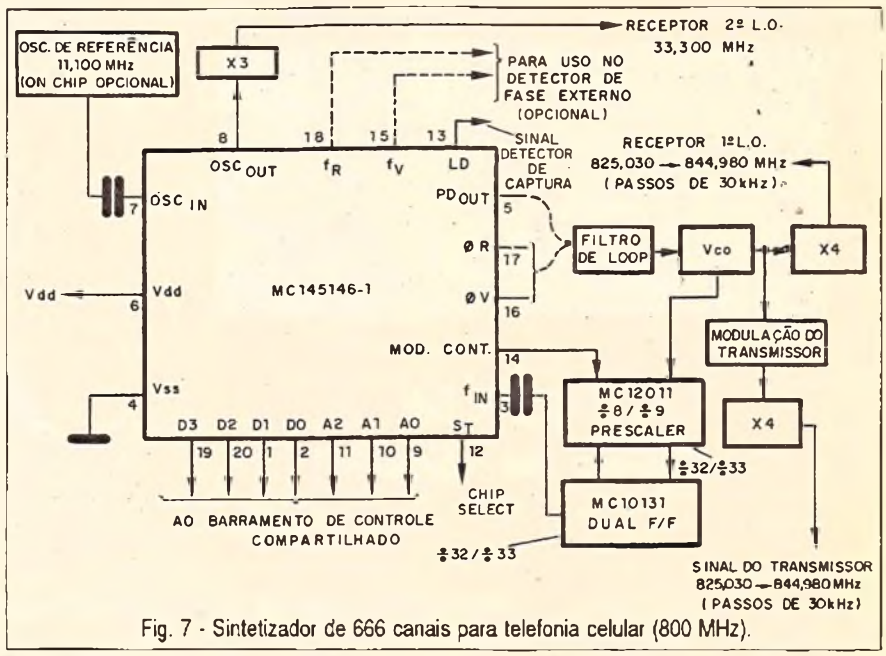 OSC. DE REFERÊNCIA
11,100 MHz
(ON CHIP OPCIONAL)
X3
RECEPTOR 2º L.O.
33,300 MHz
PARA USO NO
DETECTOR DE
FASE EXTERNO
(OPCIONAL)
8
18
15
13
SINAL
DETECTOR
DE
CAPTURA
OSC OUT
fR
fV
LD
RECEPTOR 1º L.O.
825,030 → 844,980 MHz
(PASSOS DE 30kHz)
7
OSC IN
PD OUT
5
Ø R
17
Ø V
16
FILTRO
DE LOOP
Vco
X4
Vdd
6
Vdd
MC145146-1
MOD. CONT.
14
MODULAÇÃO DO
TRANSMISSOR
X4
Vss
4
f IN
3
MC12011
÷8/÷9
PRESCALER
÷32/÷33
D3
D2
D1
D0
A2
A1
A0
ST
19
20
1
2
11
10
9
12
AO BARRAMENTO DE CONTROLE
COMPARTILHADO
CHIP
SELECT
MC10131
DUAL F/F
÷32/÷33
SINAL DO TRANSMISSOR
825,030 → 844,980MHz
(PASSOS DE 30kHz)
Fig. 7 - Sintetizador de 666 canais para telefonia celular (800 MHz).